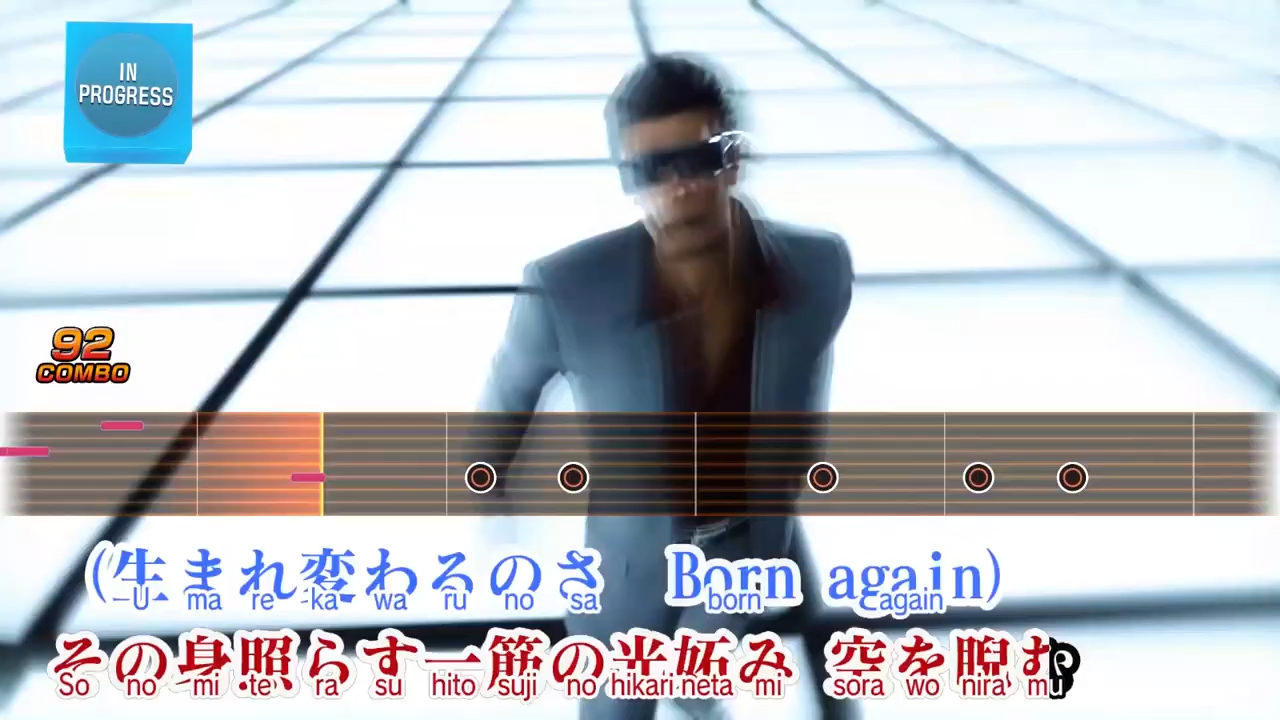 IN
PROGRESS
92
COMBO
(生まれ変わるのさ Born again)
U ma re ka wa ru no sa born again
その身照らす一筋の光妬み 空を睨む
So no mi te ra su hito suji no hikari neta mi sora wo nira mu